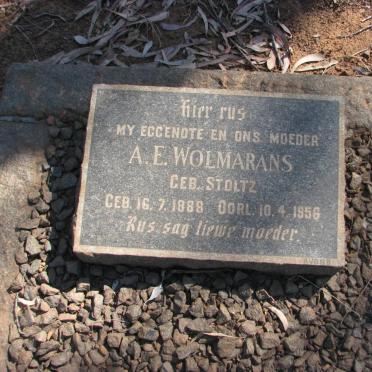 Hier rus
MY EGGENOTE EN ONS MOEDER
A. E. WOLMARANS
GEB. STOLTZ
GEB. 16. 7. 1888 OORL. 10. 4. 1956
Rus sag liewe moeder